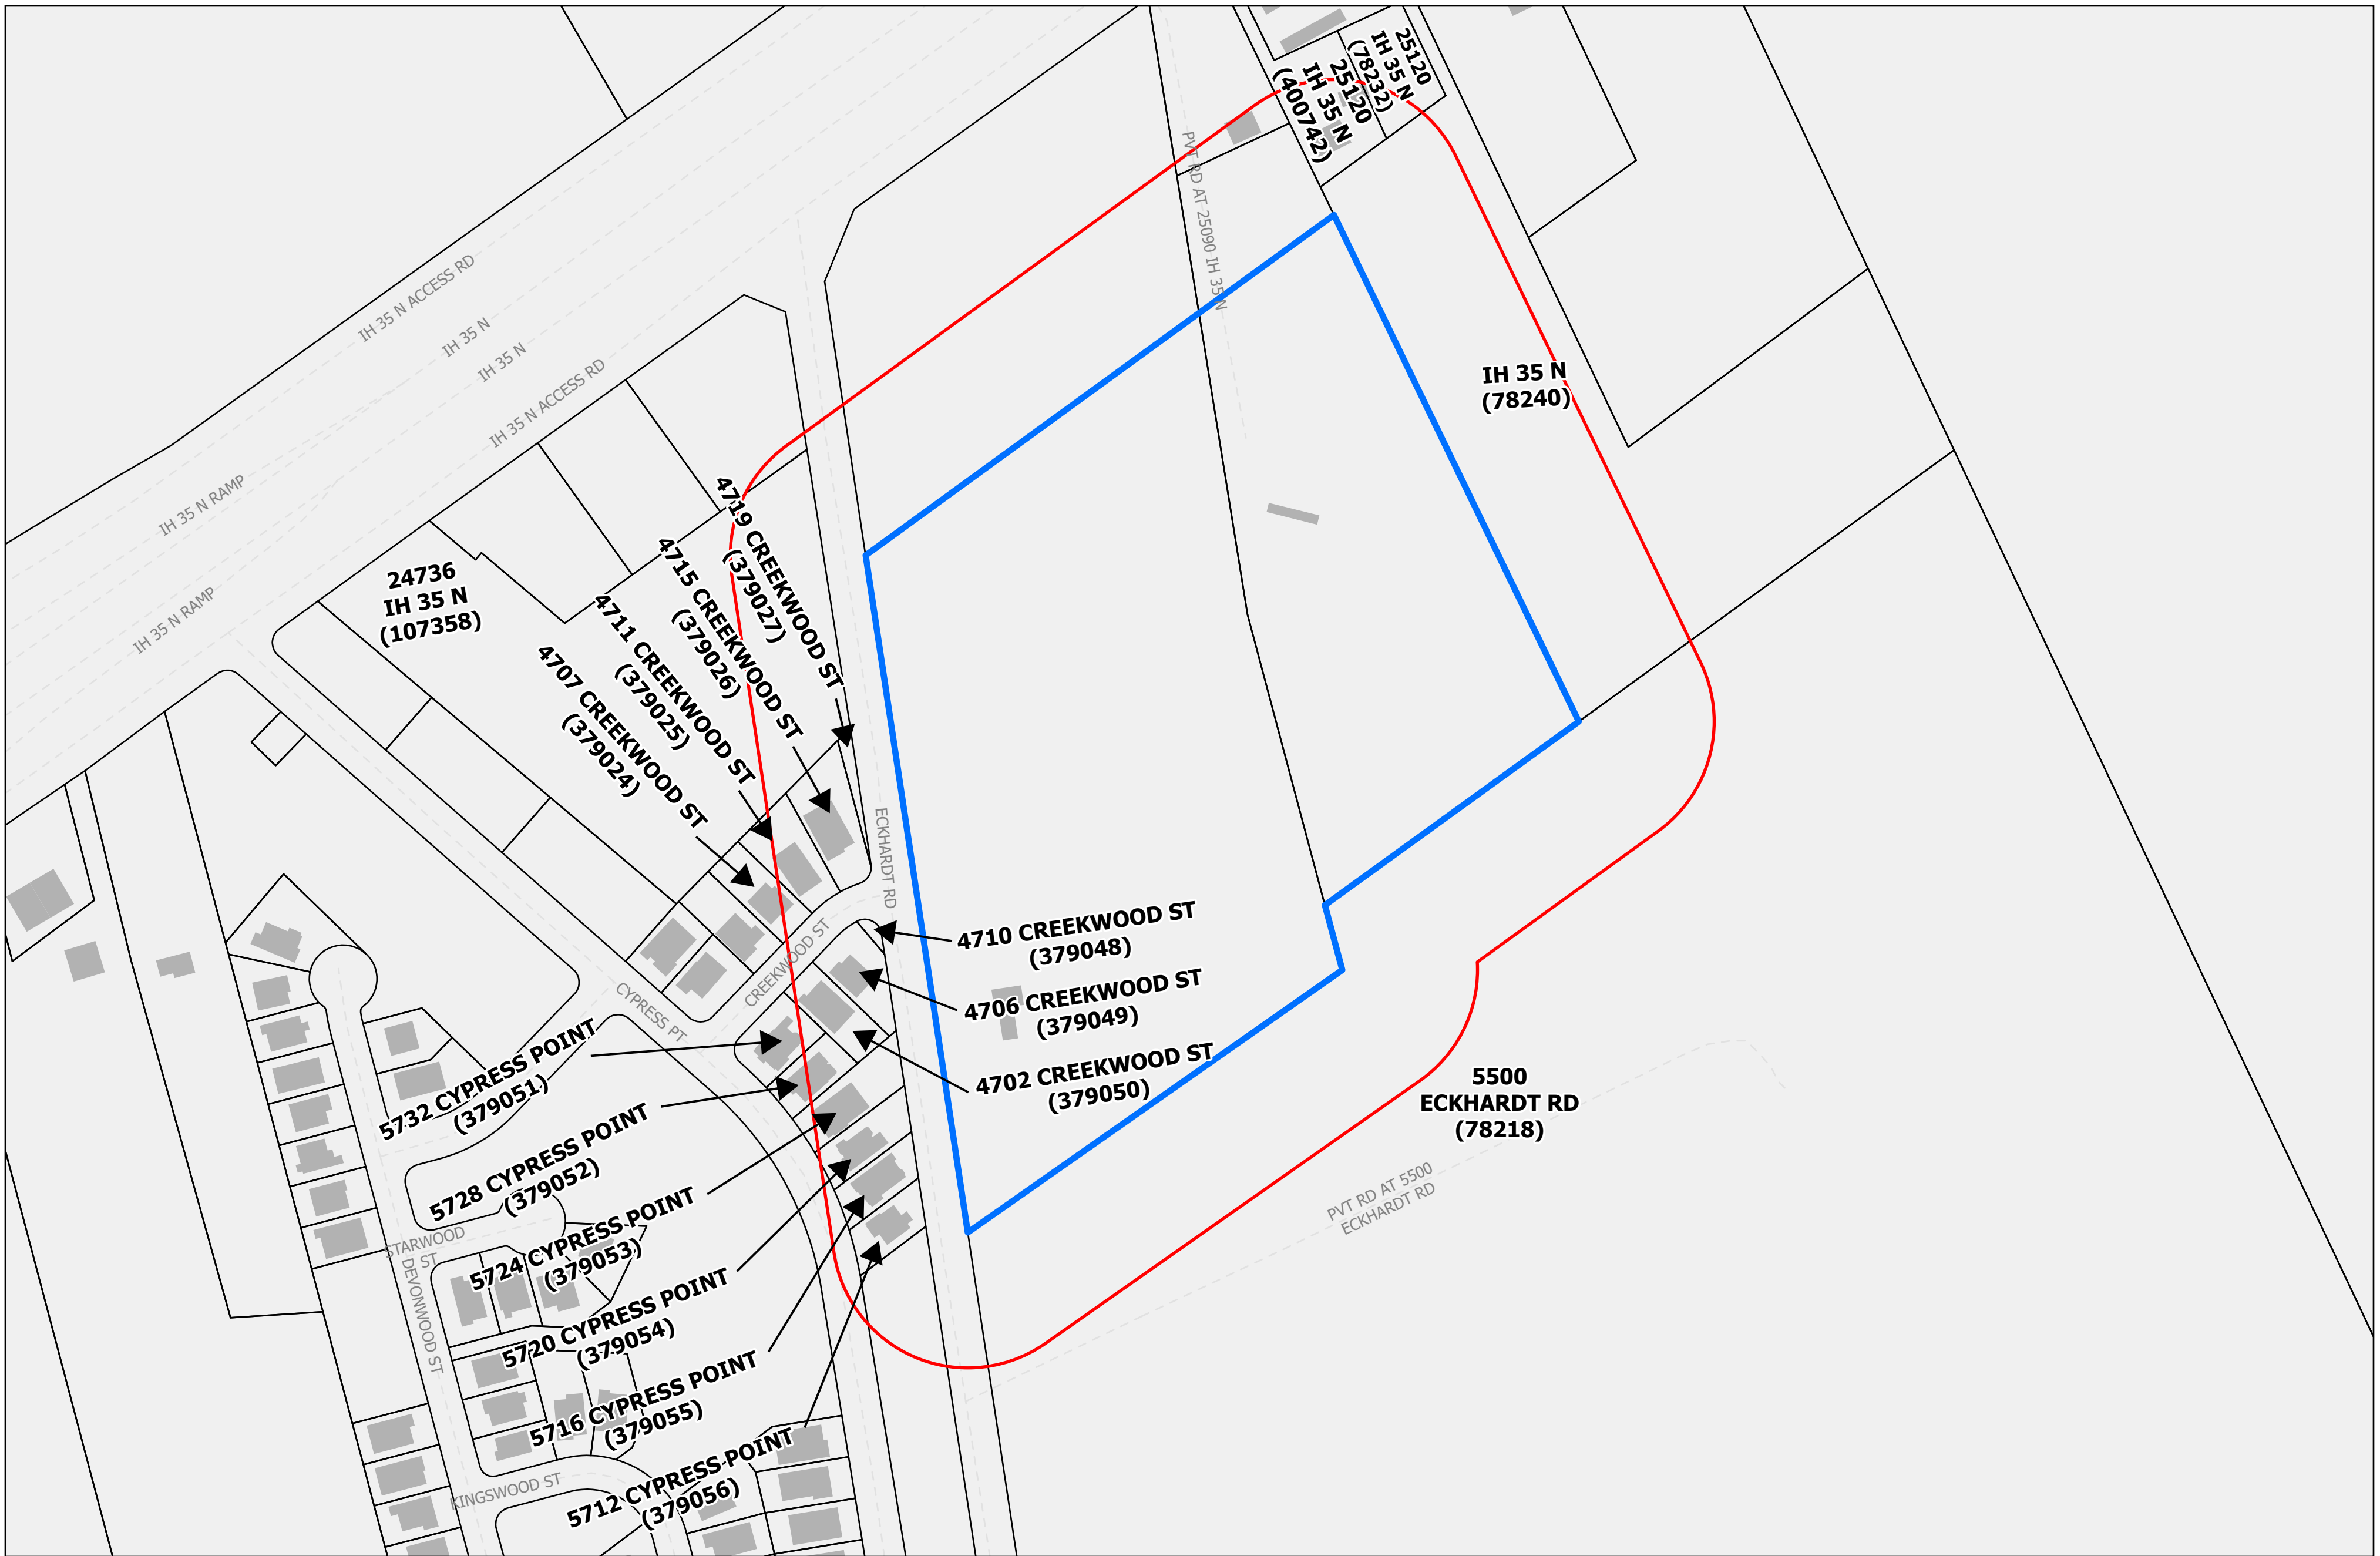 25120
IH 35 N
(78232)
25120
IH 35 N
(400742)
PVT RD AT 25090 IH 35 N
IH 35 N ACCESS RD
IH 35 N
IH 35 N
IH 35 N ACCESS RD
IH 35 N
(78240)
IH 35 N RAMP
IH 35 N RAMP
24736
IH 35 N
(107358)
4719 CREEKWOOD ST
(379027)
4715 CREEKWOOD ST
(379026)
4711 CREEKWOOD ST
(379025)
4707 CREEKWOOD ST
(379024)
ECKHARDT RD
CREEKWOOD ST
CYPRESS PT
4710 CREEKWOOD ST
(379048)
4706 CREEKWOOD ST
(379049)
4702 CREEKWOOD ST
(379050)
5732 CYPRESS POINT
(379051)
5728 CYPRESS POINT
(379052)
5724 CYPRESS POINT
(379053)
5720 CYPRESS POINT
(379054)
5716 CYPRESS POINT
(379055)
5712 CYPRESS POINT
(379056)
5500
ECKHARDT RD
(78218)
PVT RD AT 5500
ECKHARDT RD
STARWOOD
ST
DEVONWOOD ST
KINGSWOOD ST